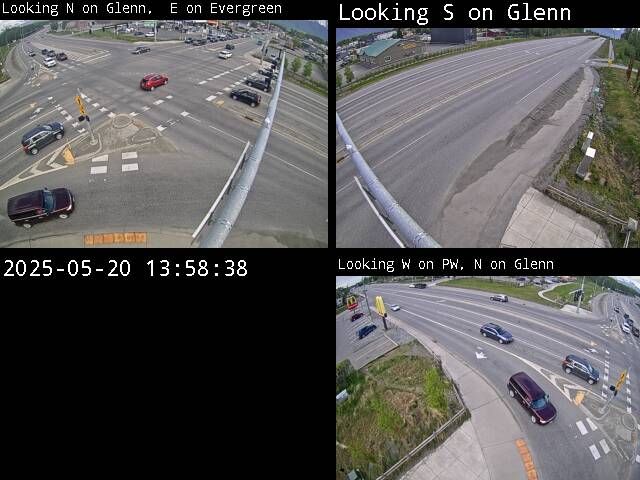 Looking N on Glenn,  E on Evergreen
Looking S on Glenn
2025-05-20 13:58:38
Looking W on PW, N on Glenn